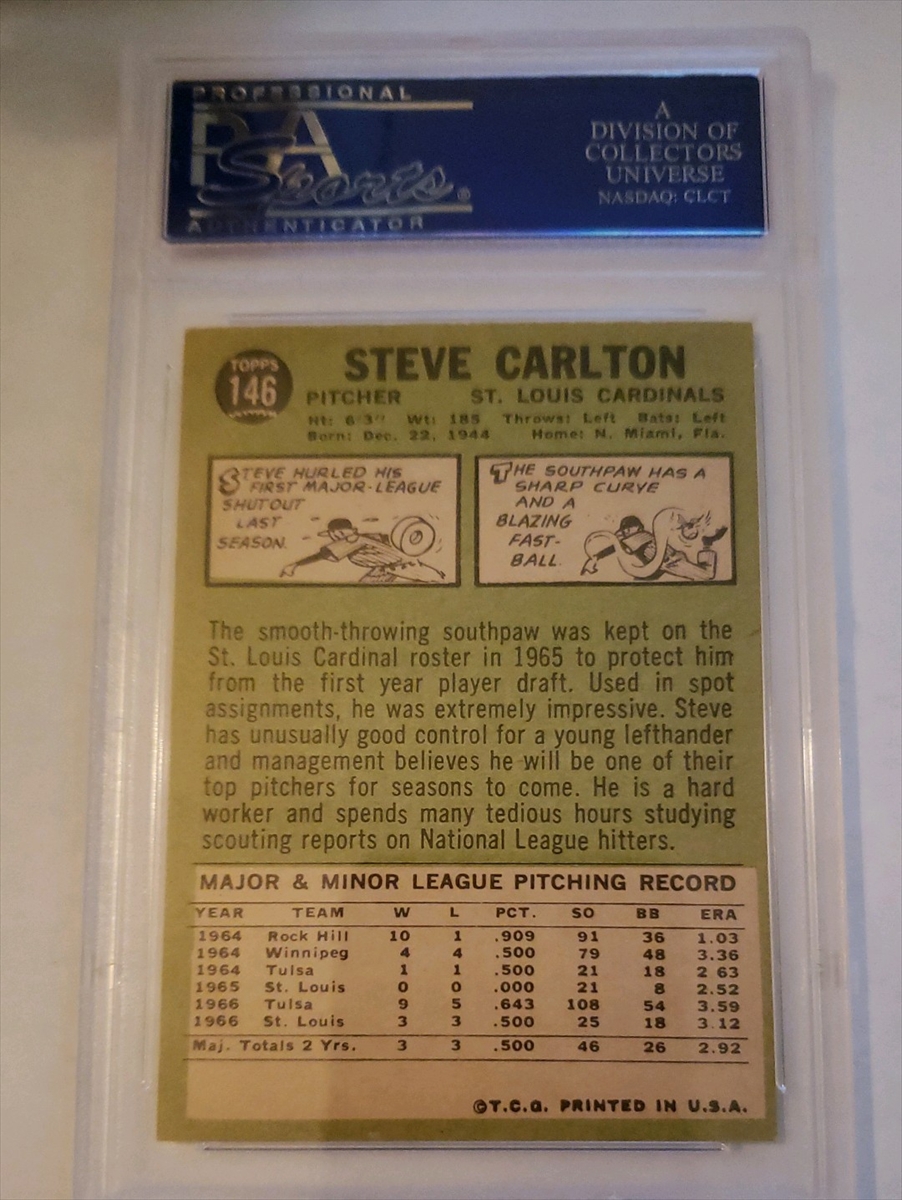 PROFESSIONAL
PSA
Sports®
AUTHENTICATOR
A
DIVISION OF
COLLECTORS
UNIVERSE
NASDAQ: CLCT
TOPPS
146
STEVE CARLTON
PITCHER ST. LOUIS CARDINALS
Ht: 6'3" Wt: 185 Throws: Left Bats: Left
Born: Dec. 22, 1944 Home: N. Miami, Fla.
STEVE HURLED HIS
FIRST MAJOR-LEAGUE
SHUTOUT
LAST
SEASON.
THE SOUTHPAW HAS A
SHARP CURVE
AND A
BLAZING
FAST-
BALL.
The smooth-throwing southpaw was kept on the
St. Louis Cardinal roster in 1965 to protect him
from the first year player draft. Used in spot
assignments, he was extremely impressive. Steve
has unusually good control for a young lefthander
and management believes he will be one of their
top pitchers for seasons to come. He is a hard
worker and spends many tedious hours studying
scouting reports on National League hitters.
MAJOR & MINOR LEAGUE PITCHING RECORD
YEAR TEAM W L PCT. SO BB ERA
1964 Rock Hill 10 1 .909 91 36 1.03
1964 Winnipeg 4 4 .500 79 48 3.36
1964 Tulsa 1 1 .500 21 18 2 63
1965 St. Louis 0 0 .000 21 8 2.52
1966 Tulsa 9 5 .643 108 54 3.59
1966 St. Louis 3 3 .500 25 18 3.12
Maj. Totals 2 Yrs. 3 3 .500 46 26 2.92
©T.C.G. PRINTED IN U.S.A.